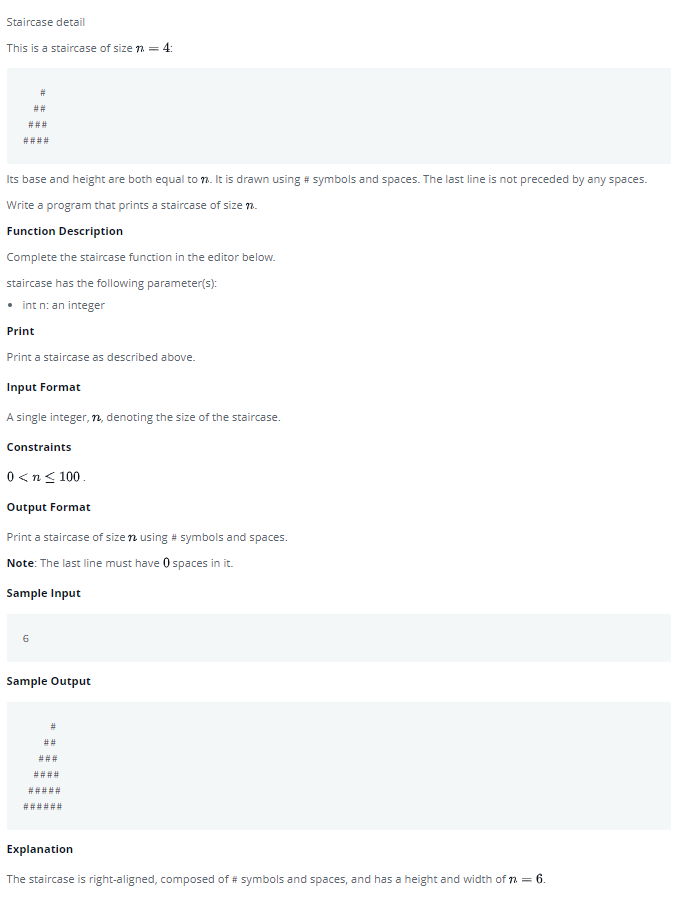 Staircase detail
This is a staircase of size n = 4:
     #
    ##
   ###
  ####
Its base and height are both equal to n. It is drawn using # symbols and spaces. The last line is not preceded by any spaces.
Write a program that prints a staircase of size n.
Function Description
Complete the staircase function in the editor below.
staircase has the following parameter(s):
• int n: an integer
Print
Print a staircase as described above.
Input Format
A single integer, n, denoting the size of the staircase.
Constraints
0 < n ≤ 100 .
Output Format
Print a staircase of size n using # symbols and spaces.
Note: The last line must have 0 spaces in it.
Sample Input
6
Sample Output
     #
    ##
   ###
  ####
 #####
######
Explanation
The staircase is right-aligned, composed of # symbols and spaces, and has a height and width of n = 6.